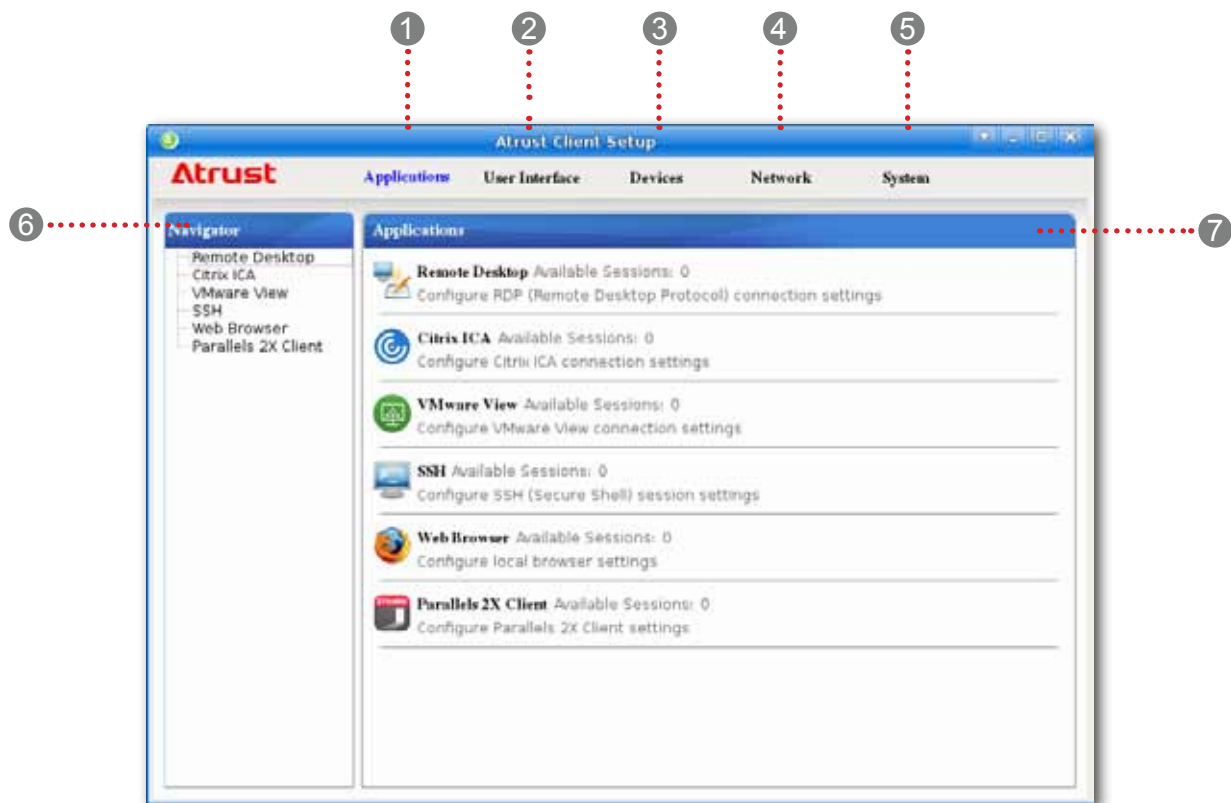 1 2 3 4 5
Atrust Client Setup
Atrust Applications User Interface Devices Network System
6 7
Navigator
Remote Desktop
Citrix ICA
VMware View
SSH
Web Browser
Parallels 2X Client
Applications
Remote Desktop Available Sessions: 0
Configure RDP (Remote Desktop Protocol) connection settings
Citrix ICA Available Sessions: 0
Configure Citrix ICA connection settings
VMware View Available Sessions: 0
Configure VMware View connection settings
SSH Available Sessions: 0
Configure SSH (Secure Shell) session settings
Web Browser Available Sessions: 0
Configure local browser settings
Parallels 2X Client Available Sessions: 0
Configure Parallels 2X Client settings